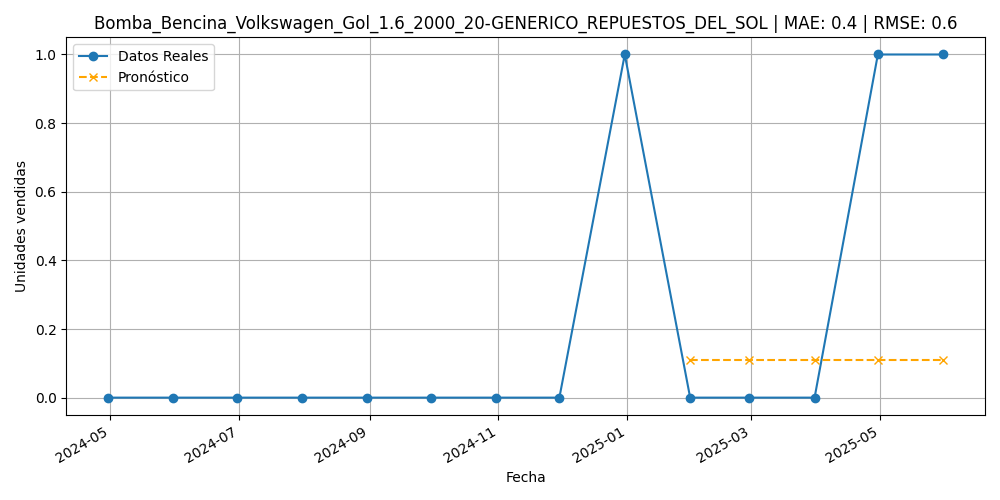 Bomba_Bencina_Volkswagen_Gol_1.6_2000_20-GENERICO_REPUESTOS_DEL_SOL | MAE: 0.4 | RMSE: 0.6
Datos Reales
Pronóstico
Unidades vendidas
1.0
0.8
0.6
0.4
0.2
0.0
2024-05
2024-07
2024-09
2024-11
2025-01
2025-03
2025-05
Fecha